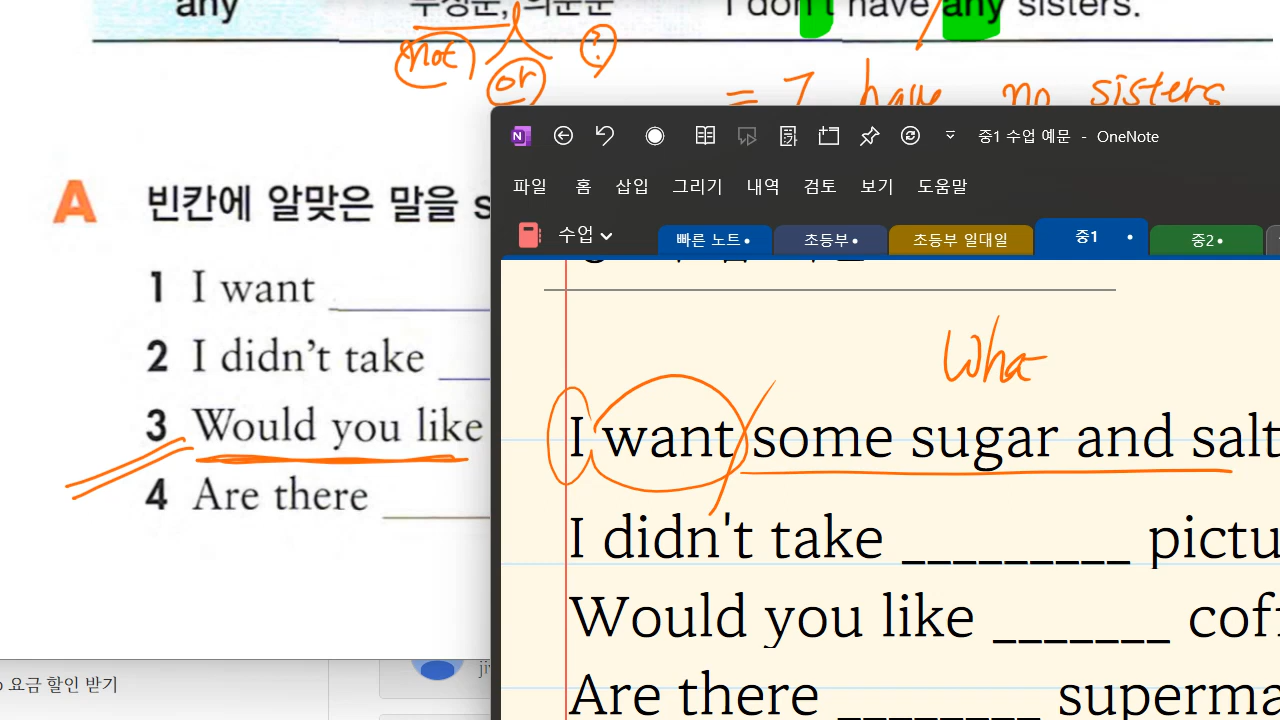 any
I don't have any sisters.
not
or
?
= I have no sisters
A 빈칸에 알맞은 말을 s
1 I want
2 I didn't take
3 Would you like
4 Are there
요금 할인 받기
중1 수업 예문 - OneNote
파일 홈 삽입 그리기 내역 검토 보기 도움말
수업 빠른 노트 초등부 초등부 일대일 중1 중2
What
I want some sugar and salt
I didn't take _________ pictu
Would you like _______ coff
Are there ________ superma